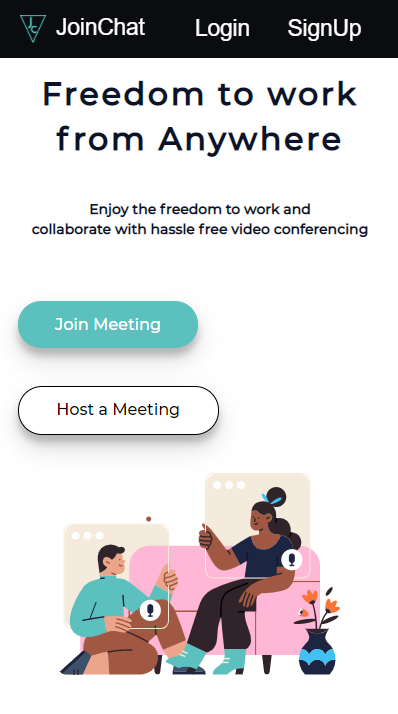 JC JoinChat Login SignUp
Freedom to work
from Anywhere
Enjoy the freedom to work and
collaborate with hassle free video conferencing
Join Meeting
Host a Meeting